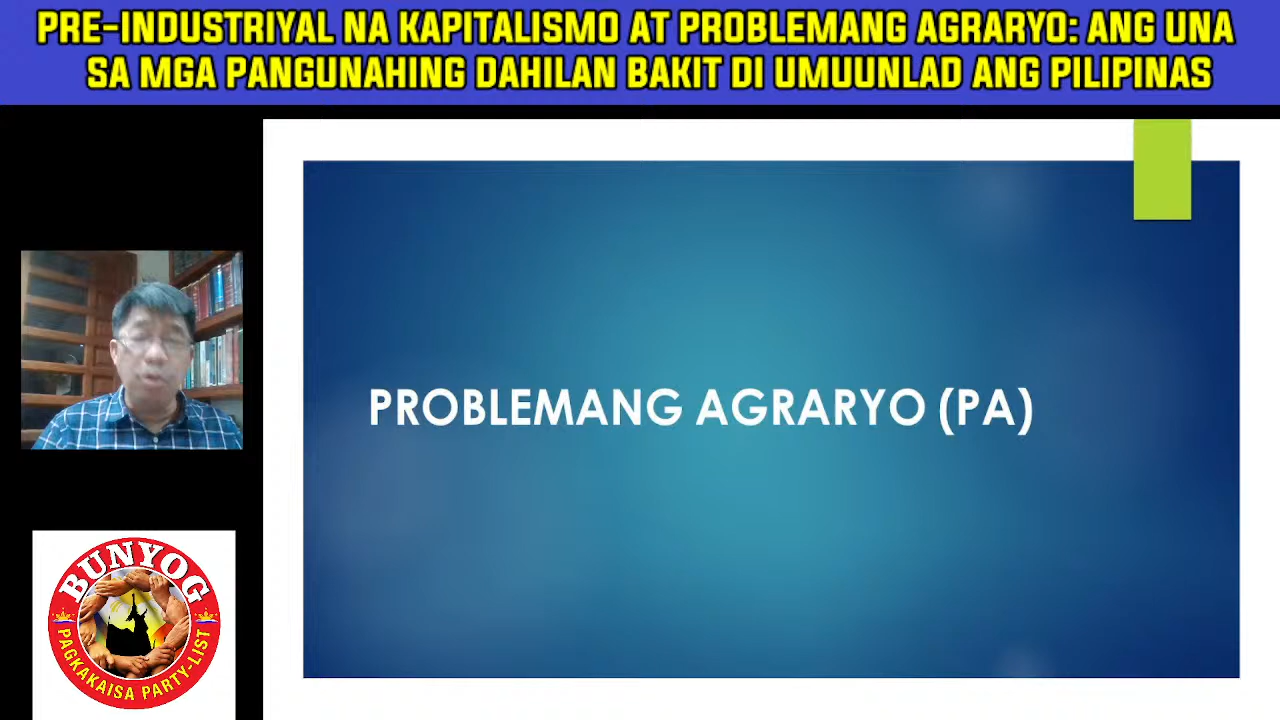 PRE-INDUSTRIYAL NA KAPITALISMO AT PROBLEMANG AGRARYO: ANG UNA
SA MGA PANGUNAHING DAHILAN BAKIT DI UMUUNLAD ANG PILIPINAS
PROBLEMANG AGRARYO (PA)
BUNYOG
PAGKAKAISA PARTY-LIST